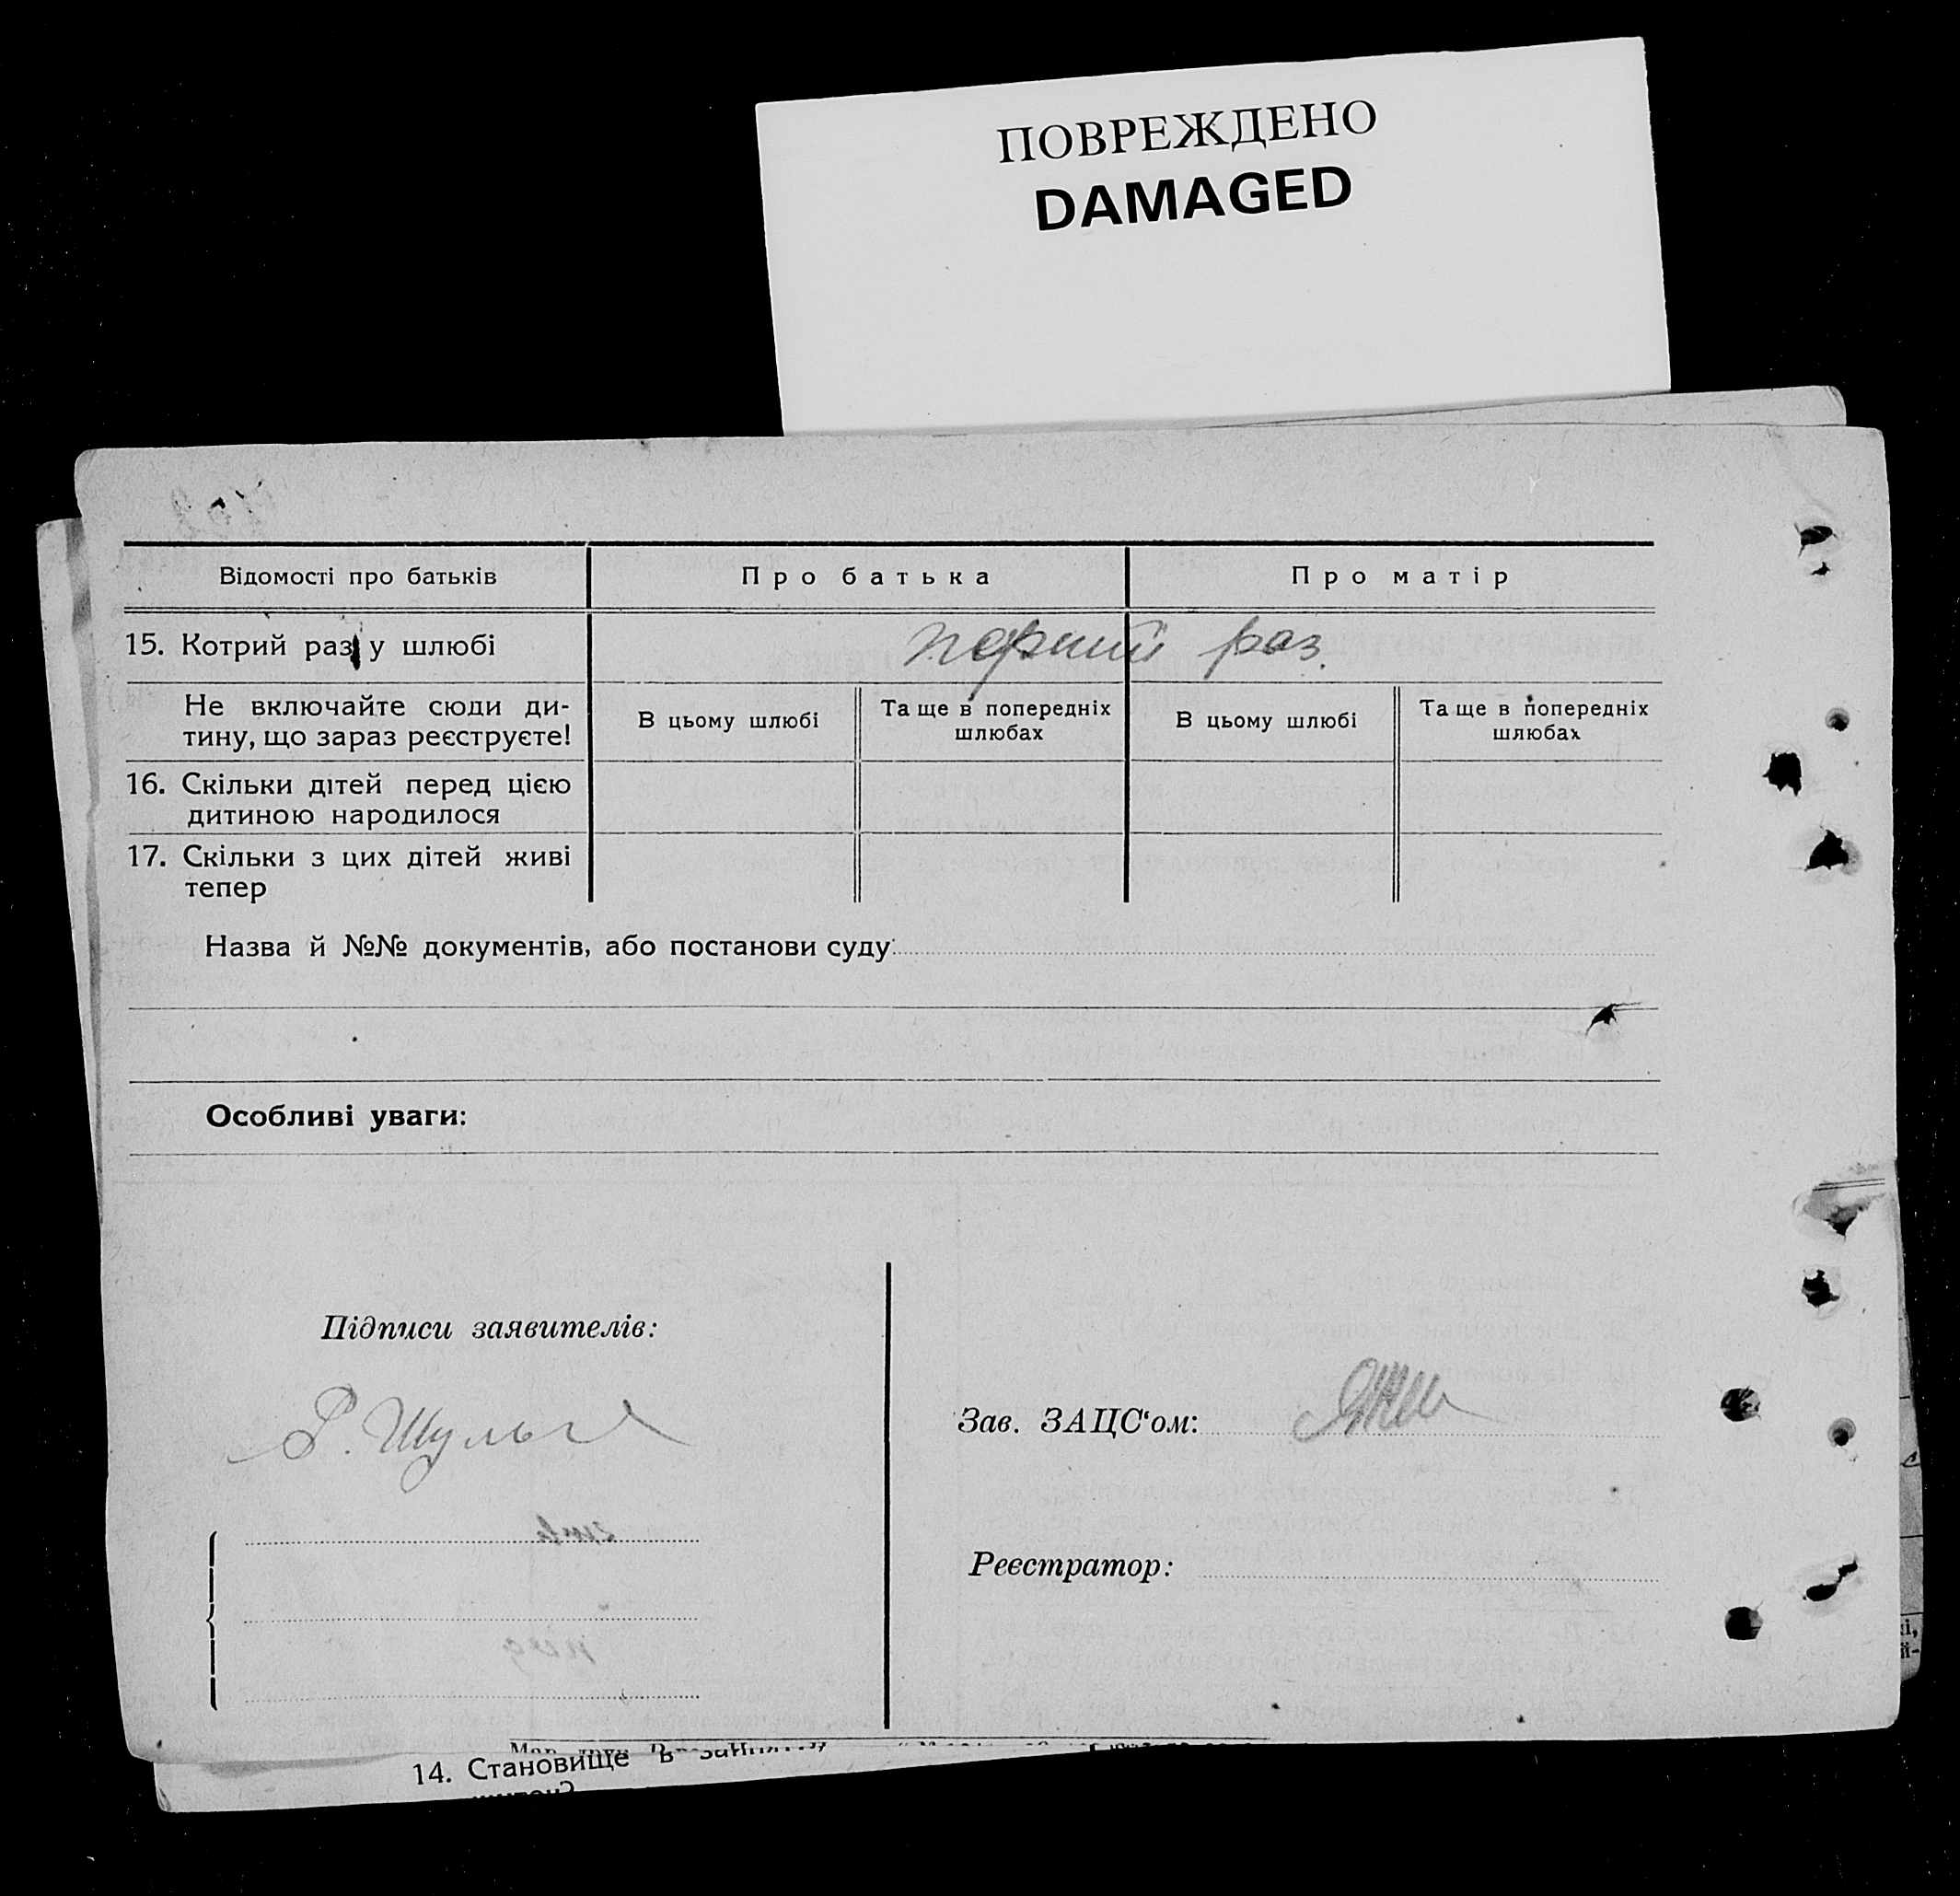 ПОВРЕЖДЕНО
DAMAGED
Відомості про батьків
Про батька
Про матір
15. Котрий раз у шлюбі
перший раз.
Не включайте сюди ди-
тину, що зараз реєструєте!
В цьому шлюбі
Та ще в попередніх
шлюбах
В цьому шлюбі
Та ще в попередніх
шлюбах
16. Скільки дітей перед цією
дитиною народилося
17. Скільки з цих дітей живі
тепер
Назва й №№ документів, або постанови суду:
Особливі уваги:
Підписи заявителів:
Р. Шульга
Зав. ЗАЦС‘ом:
Реєстратор:
14. Становище в